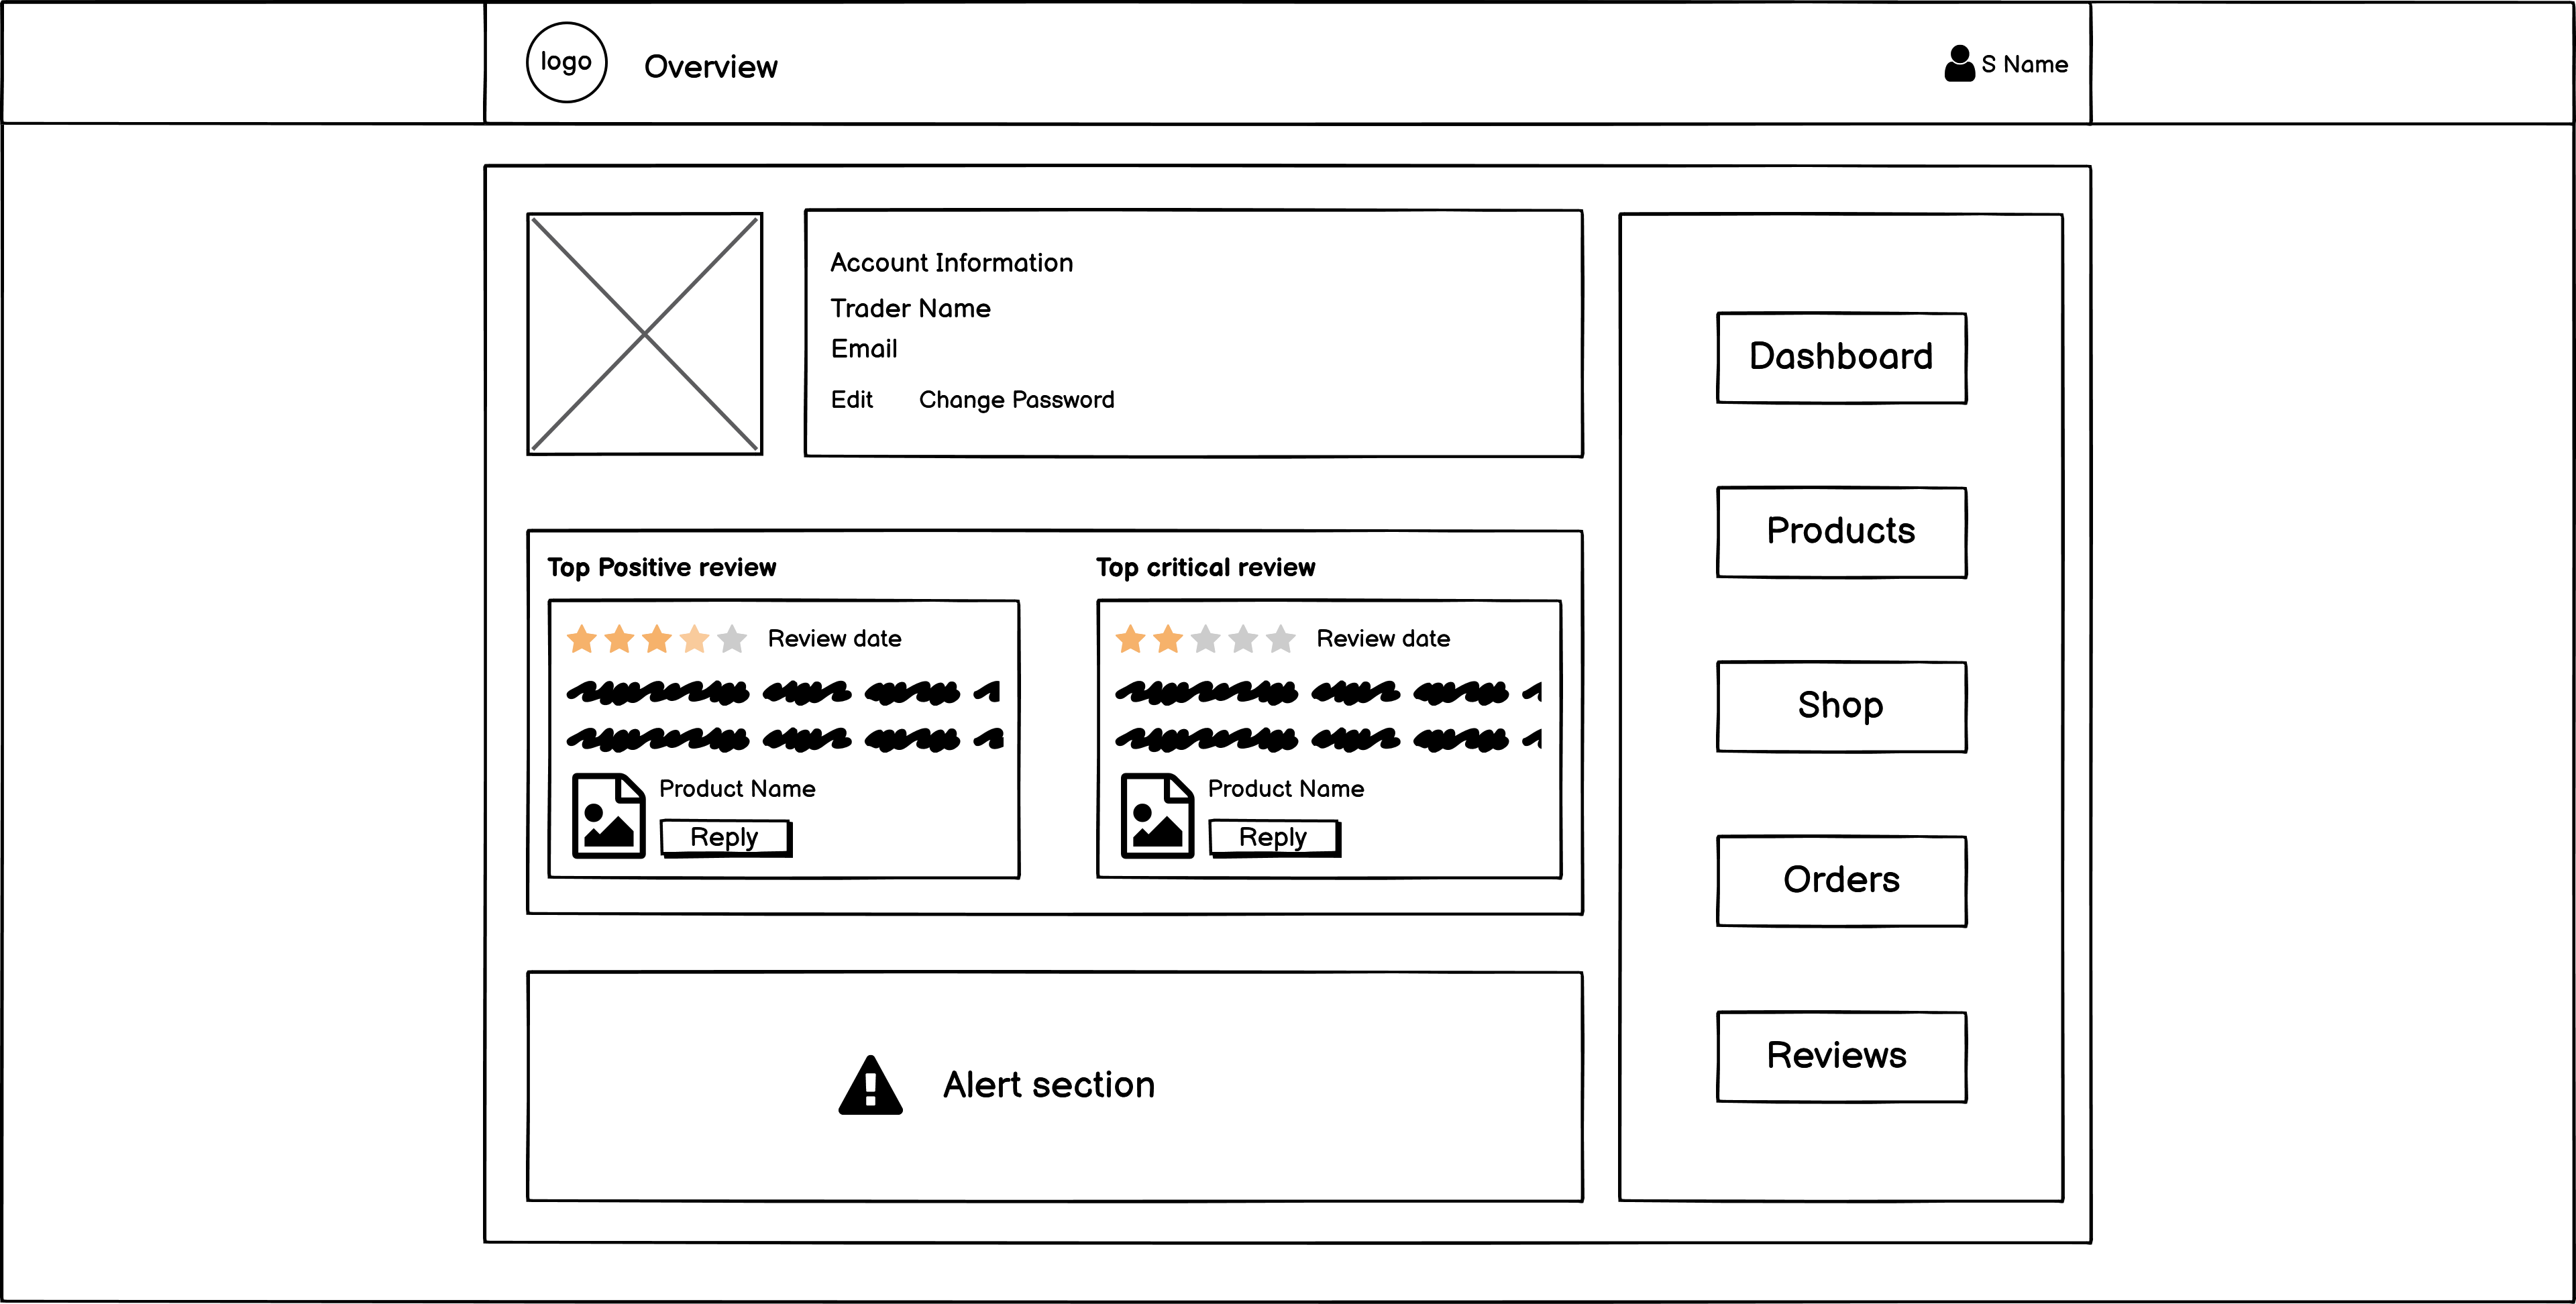 logo
Overview
S Name
Account Information
Trader Name
Email
Edit Change Password
Top Positive review
Review date
Product Name
Reply
Top critical review
Review date
Product Name
Reply
Alert section
Dashboard
Products
Shop
Orders
Reviews